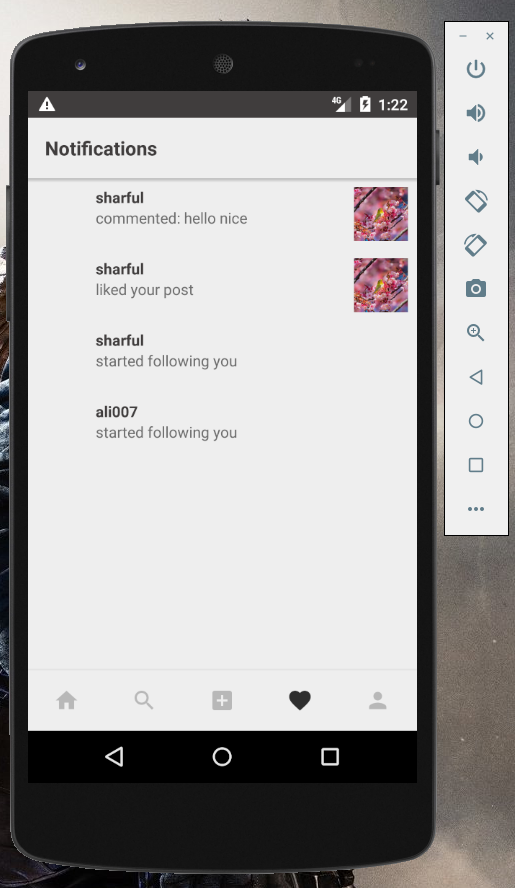 4G 1:22
Notifications
sharful
commented: hello nice
sharful
liked your post
sharful
started following you
ali007
started following you